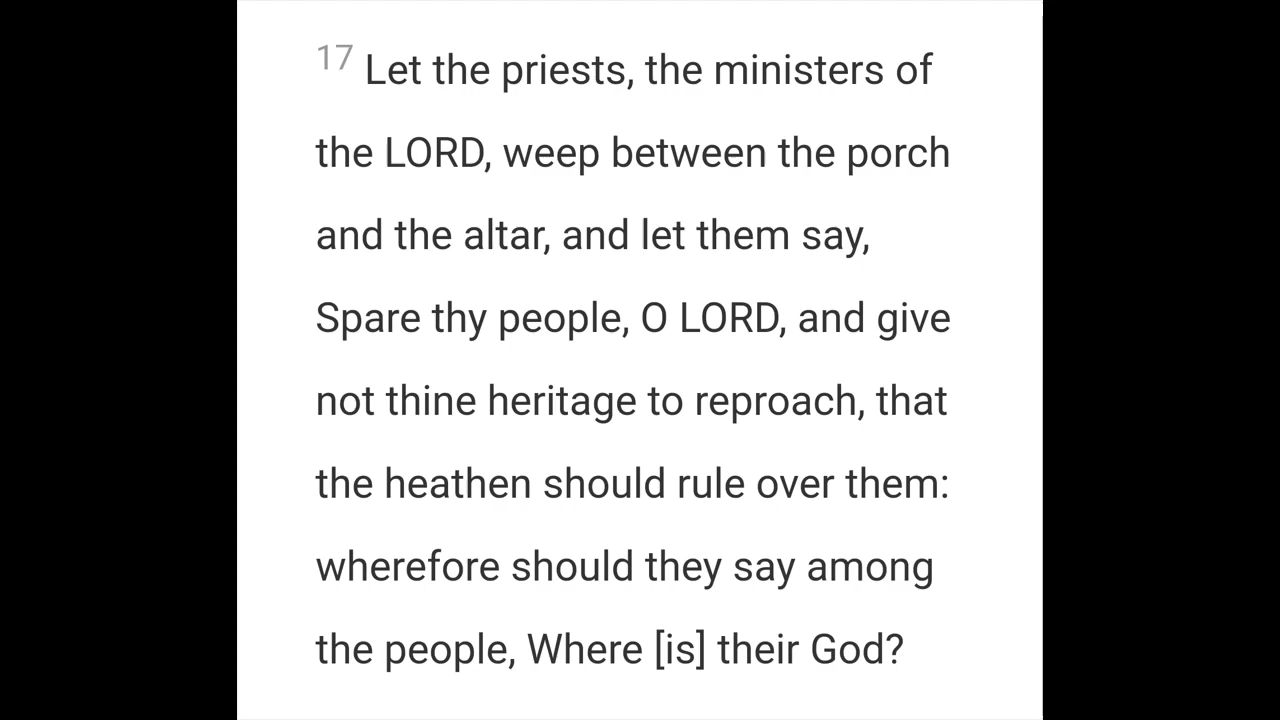 17 Let the priests, the ministers of
the LORD, weep between the porch
and the altar, and let them say,
Spare thy people, O LORD, and give
not thine heritage to reproach, that
the heathen should rule over them:
wherefore should they say among
the people, Where [is] their God?